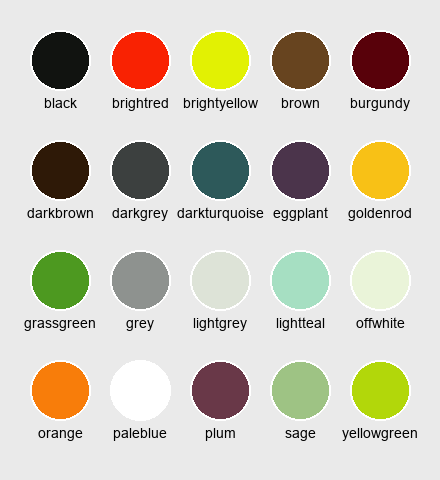 black brightred brightyellow brown burgundy
darkbrown darkgrey darkturquoise eggplant goldenrod
grassgreen grey lightgrey lightteal offwhite
orange paleblue plum sage yellowgreen